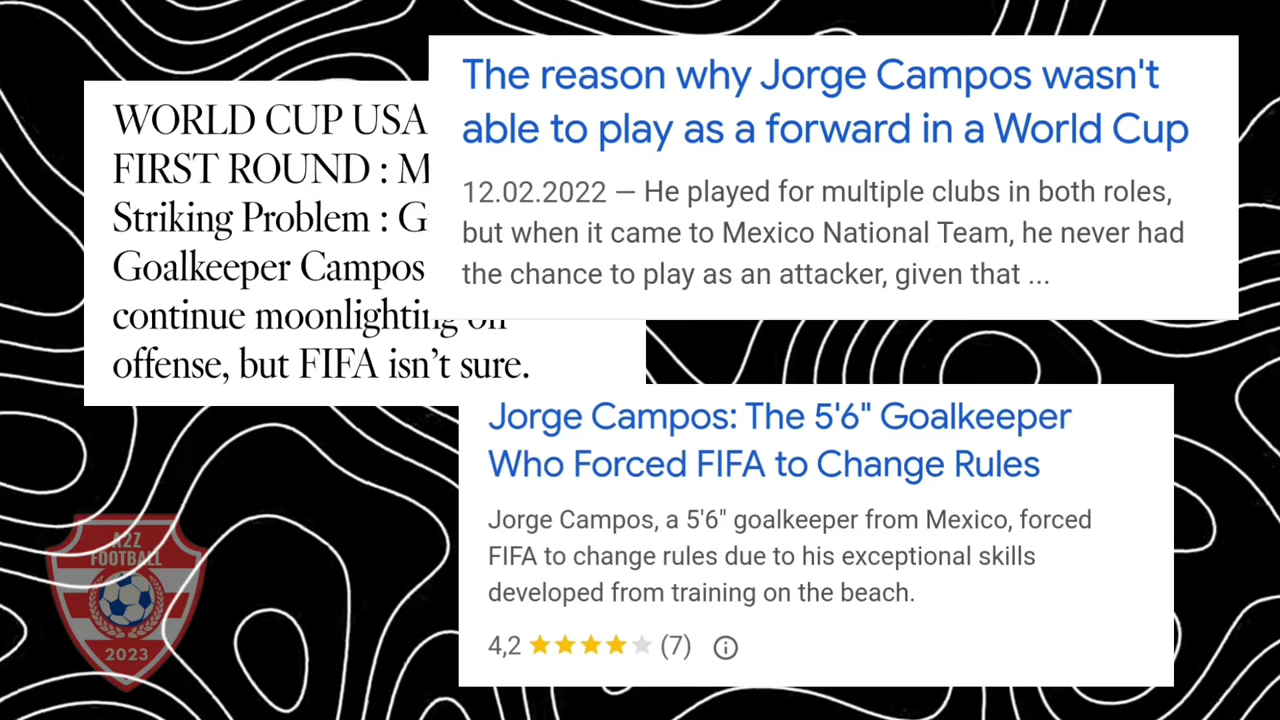 WORLD CUP USA
FIRST ROUND : M
Striking Problem : G
Goalkeeper Campos
continue moonlighting on
offense, but FIFA isn’t sure.
The reason why Jorge Campos wasn't
able to play as a forward in a World Cup
12.02.2022 — He played for multiple clubs in both roles,
but when it came to Mexico National Team, he never had
the chance to play as an attacker, given that ...
Jorge Campos: The 5'6" Goalkeeper
Who Forced FIFA to Change Rules
Jorge Campos, a 5'6" goalkeeper from Mexico, forced
FIFA to change rules due to his exceptional skills
developed from training on the beach.
4,2 (7)
A2Z
FOOTBALL
2023